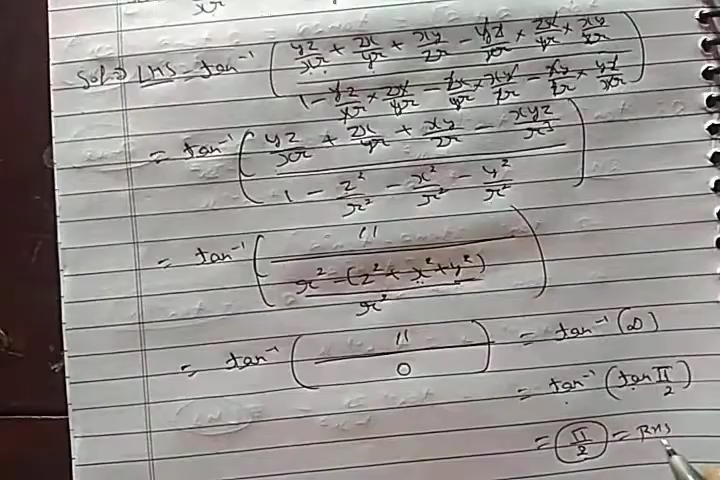 xr
Sol.→ LHS = tan⁻¹ ( (yz/xr + zx/yr + xy/zr - yz/xr × zx/yr × xy/zr) / (1 - yz/xr × zx/yr - zx/yr × xy/zr - xy/zr × yz/xr) )
= tan⁻¹ ( (yz/xr + zx/yr + xy/zr - xyz/r³) / (1 - z²/r² - x²/r² - y²/r²) )
= tan⁻¹ ( 〃 / ((r² - (z² + x² + y²))/r²) )
= tan⁻¹ ( 〃 / 0 ) = tan⁻¹ (∞)
= tan⁻¹ (tan π/2)
= π/2 = RHS